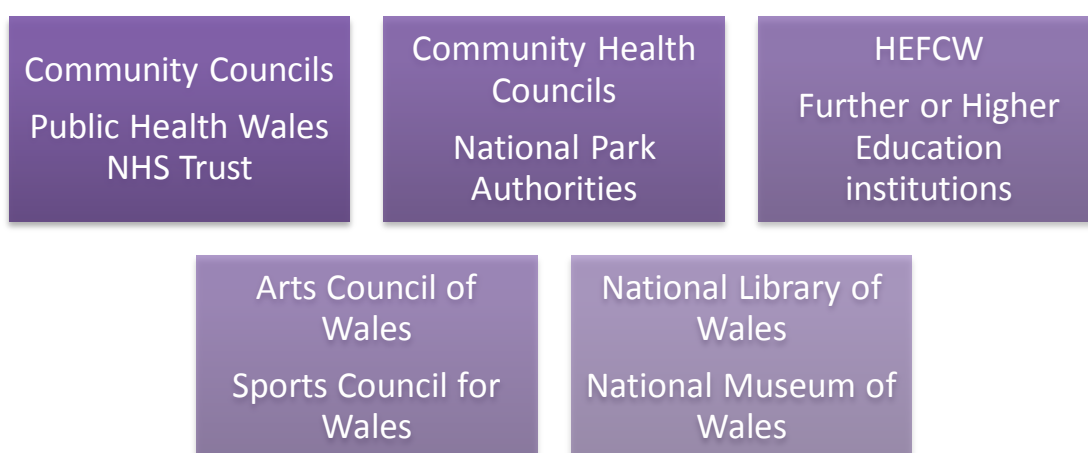 Community Councils
Public Health Wales
NHS Trust
Community Health
Councils
National Park
Authorities
HEFCW
Further or Higher
Education
institutions
Arts Council of
Wales
Sports Council for
Wales
National Library of
Wales
National Museum of
Wales